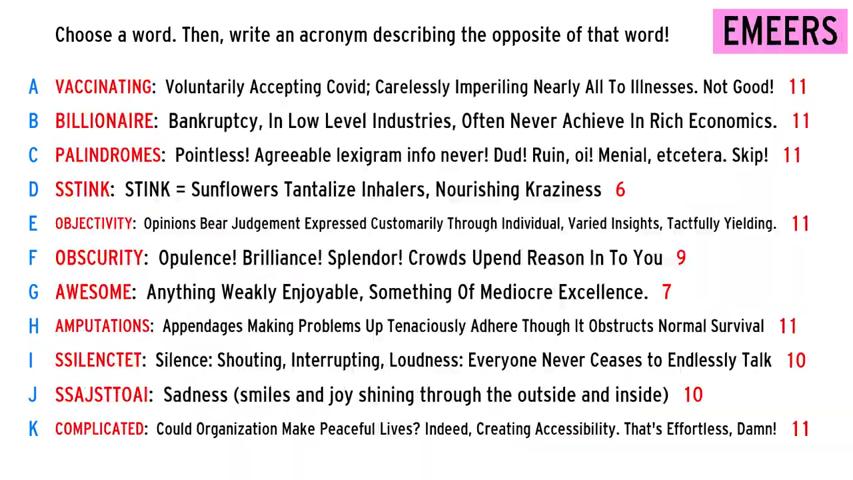 Choose a word. Then, write an acronym describing the opposite of that word!
EMEERS
A VACCINATING: Voluntarily Accepting Covid; Carelessly Imperiling Nearly All To Illnesses. Not Good! 11
B BILLIONAIRE: Bankruptcy, In Low Level Industries, Often Never Achieve In Rich Economics. 11
C PALINDROMES: Pointless! Agreeable lexigram info never! Dud! Ruin, oi! Menial, etcetera. Skip! 11
D SSTINK: STINK = Sunflowers Tantalize Inhalers, Nourishing Kraziness 6
E OBJECTIVITY: Opinions Bear Judgement Expressed Customarily Through Individual, Varied Insights, Tactfully Yielding. 11
F OBSCURITY: Opulence! Brilliance! Splendor! Crowds Upend Reason In To You 9
G AWESOME: Anything Weakly Enjoyable, Something Of Mediocre Excellence. 7
H AMPUTATIONS: Appendages Making Problems Up Tenaciously Adhere Though It Obstructs Normal Survival 11
I SSILENCTET: Silence: Shouting, Interrupting, Loudness: Everyone Never Ceases to Endlessly Talk 10
J SSAJSTTOAI: Sadness (smiles and joy shining through the outside and inside) 10
K COMPLICATED: Could Organization Make Peaceful Lives? Indeed, Creating Accessibility. That's Effortless, Damn! 11